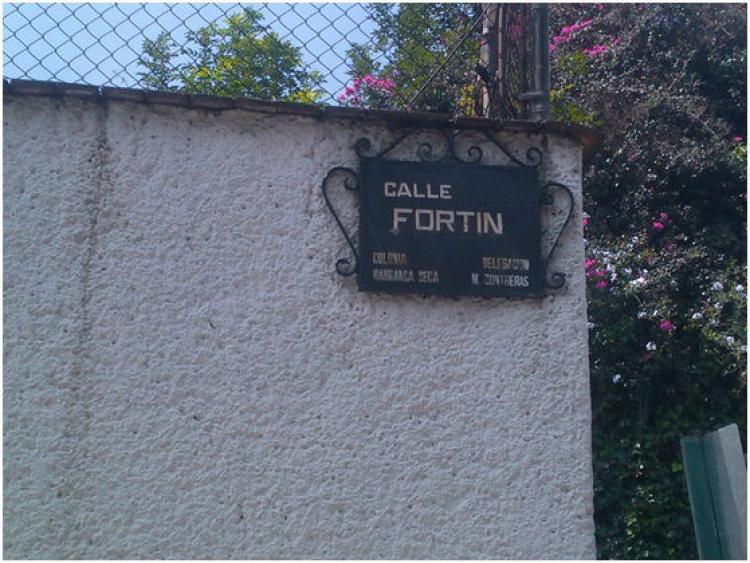 CALLE
FORTIN
COLONIA DELEGACION
BARRANCA SECA M. CONTRERAS